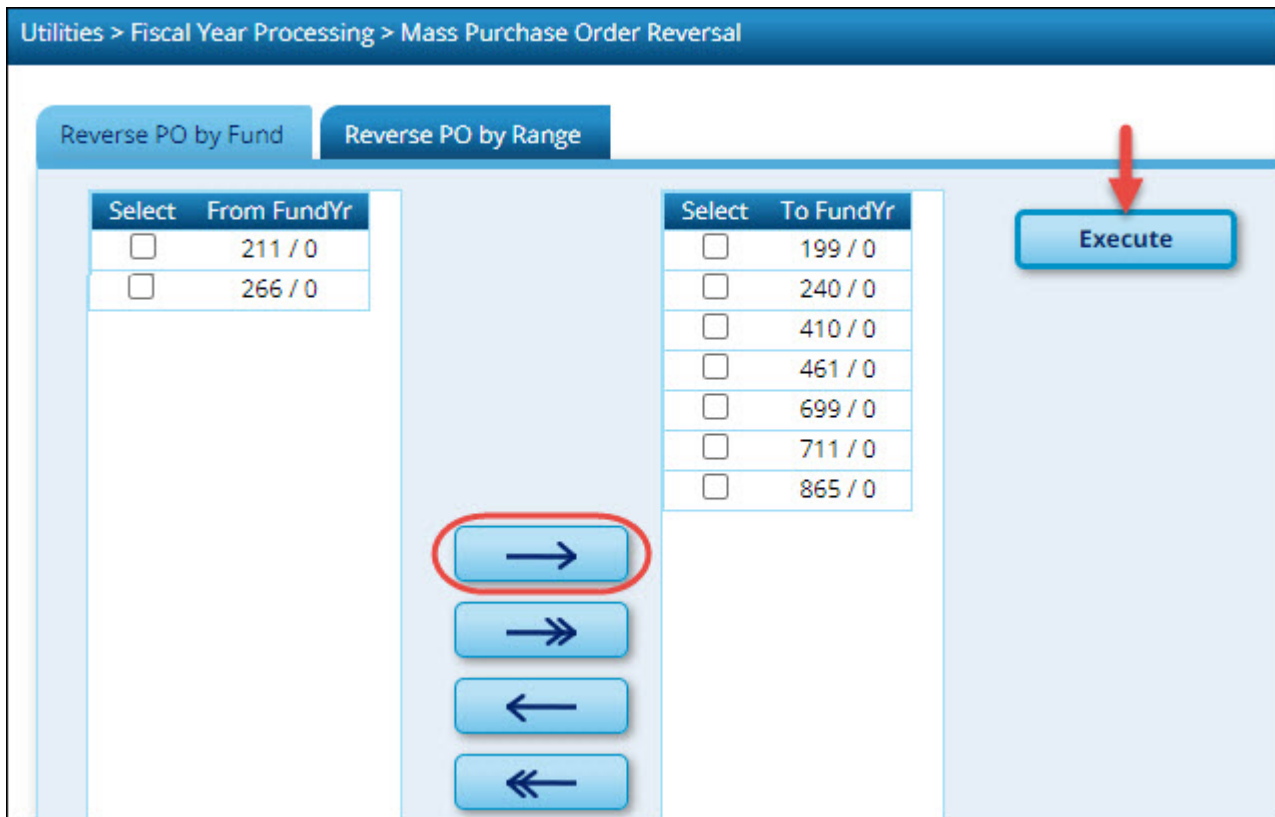 Utilities > Fiscal Year Processing > Mass Purchase Order Reversal
Reverse PO by Fund
Reverse PO by Range
Select From FundYr
211 / 0
266 / 0
Select To FundYr
199 / 0
240 / 0
410 / 0
461 / 0
699 / 0
711 / 0
865 / 0
Execute